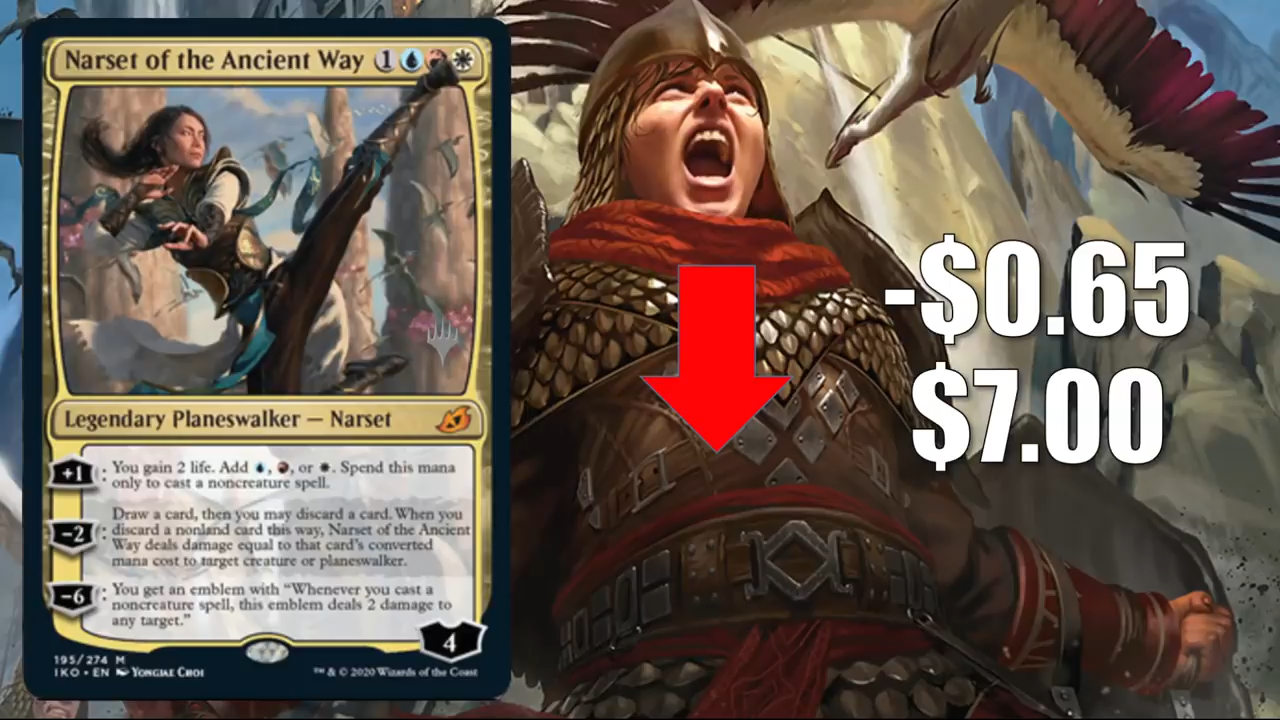 Narset of the Ancient Way 1
Legendary Planeswalker — Narset
+1 : You gain 2 life. Add , , or . Spend this mana
only to cast a noncreature spell.
-2 : Draw a card, then you may discard a card. When you
discard a nonland card this way, Narset of the Ancient
Way deals damage equal to that card's converted
mana cost to target creature or planeswalker.
-6 : You get an emblem with "Whenever you cast a
noncreature spell, this emblem deals 2 damage to
any target."
4
195/274 M
IKO • EN Yongjae Choi
™ & © 2020 Wizards of the Coast
-$0.65
$7.00